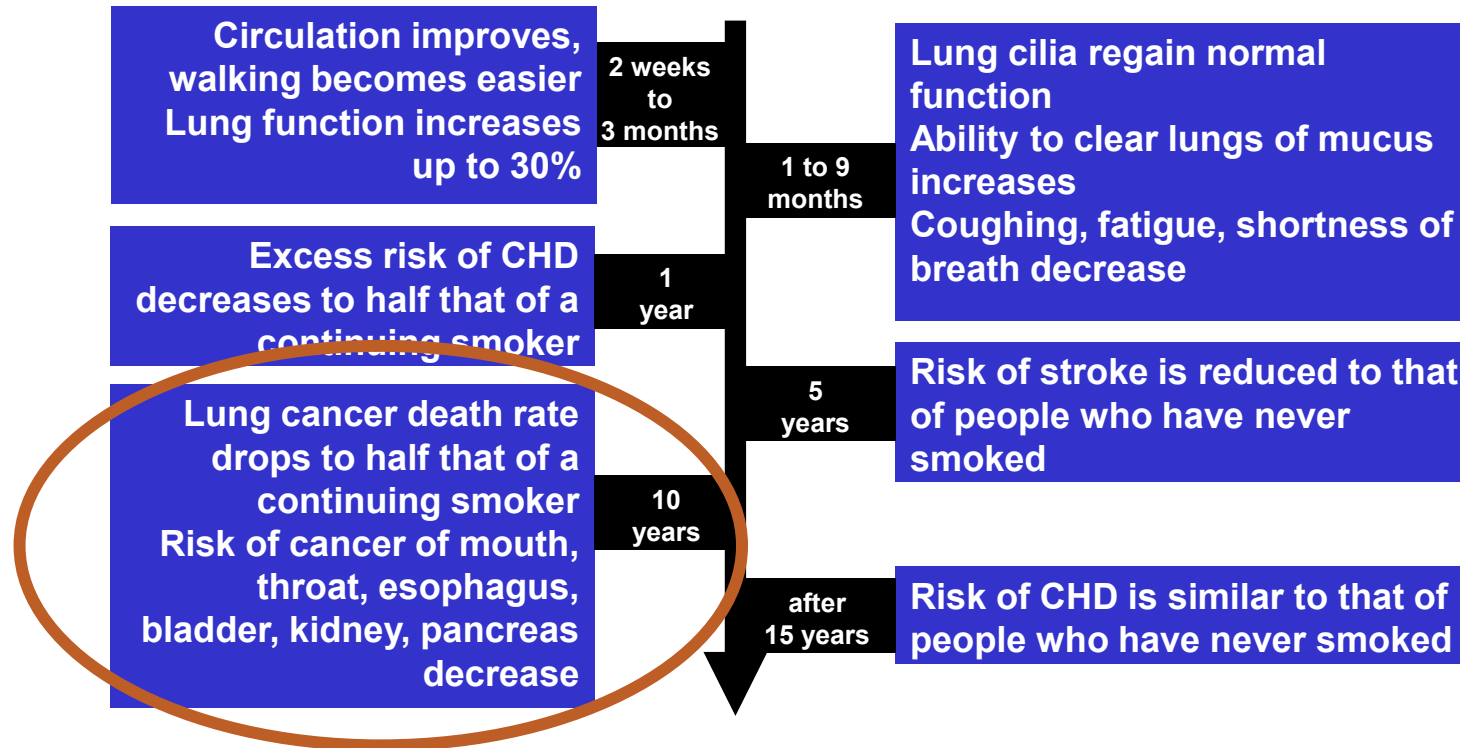 Circulation improves,
walking becomes easier
Lung function increases
up to 30%
2 weeks
to
3 months
Lung cilia regain normal
function
Ability to clear lungs of mucus
increases
Coughing, fatigue, shortness of
breath decrease
1 to 9
months
Excess risk of CHD
decreases to half that of a
continuing smoker
1
year
Risk of stroke is reduced to that
of people who have never
smoked
5
years
Lung cancer death rate
drops to half that of a
continuing smoker
Risk of cancer of mouth,
throat, esophagus,
bladder, kidney, pancreas
decrease
10
years
after
15 years
Risk of CHD is similar to that of
people who have never smoked